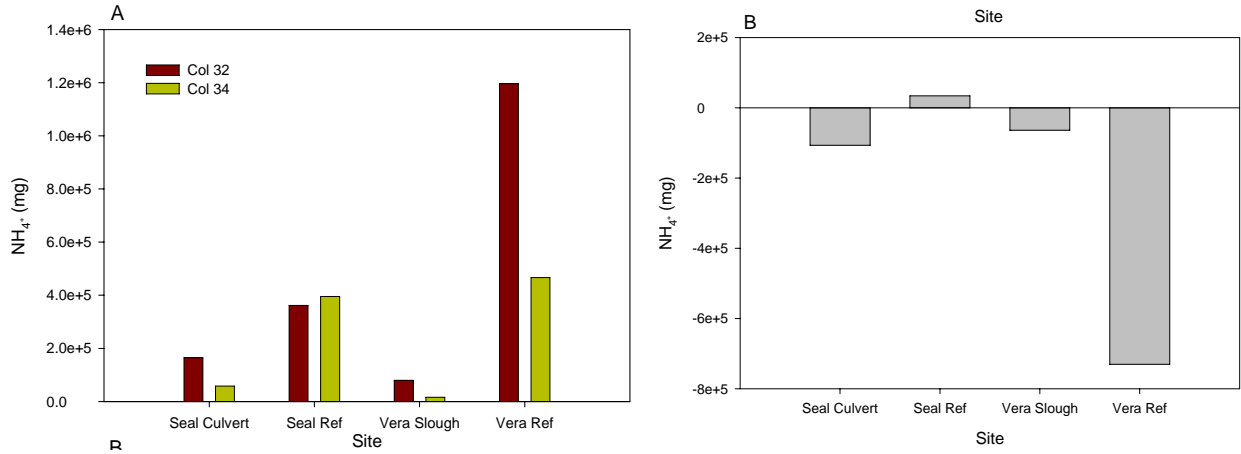 A
1.4e+6
1.2e+6
1.0e+6
8.0e+5
6.0e+5
4.0e+5
2.0e+5
0.0
NH4+ (mg)
Col 32
Col 34
Seal Culvert Seal Ref Vera Slough Vera Ref
Site
B
Site
B
2e+5
0
-2e+5
-4e+5
-6e+5
-8e+5
NH4+ (mg)
Seal Culvert Seal Ref Vera Slough Vera Ref
Site